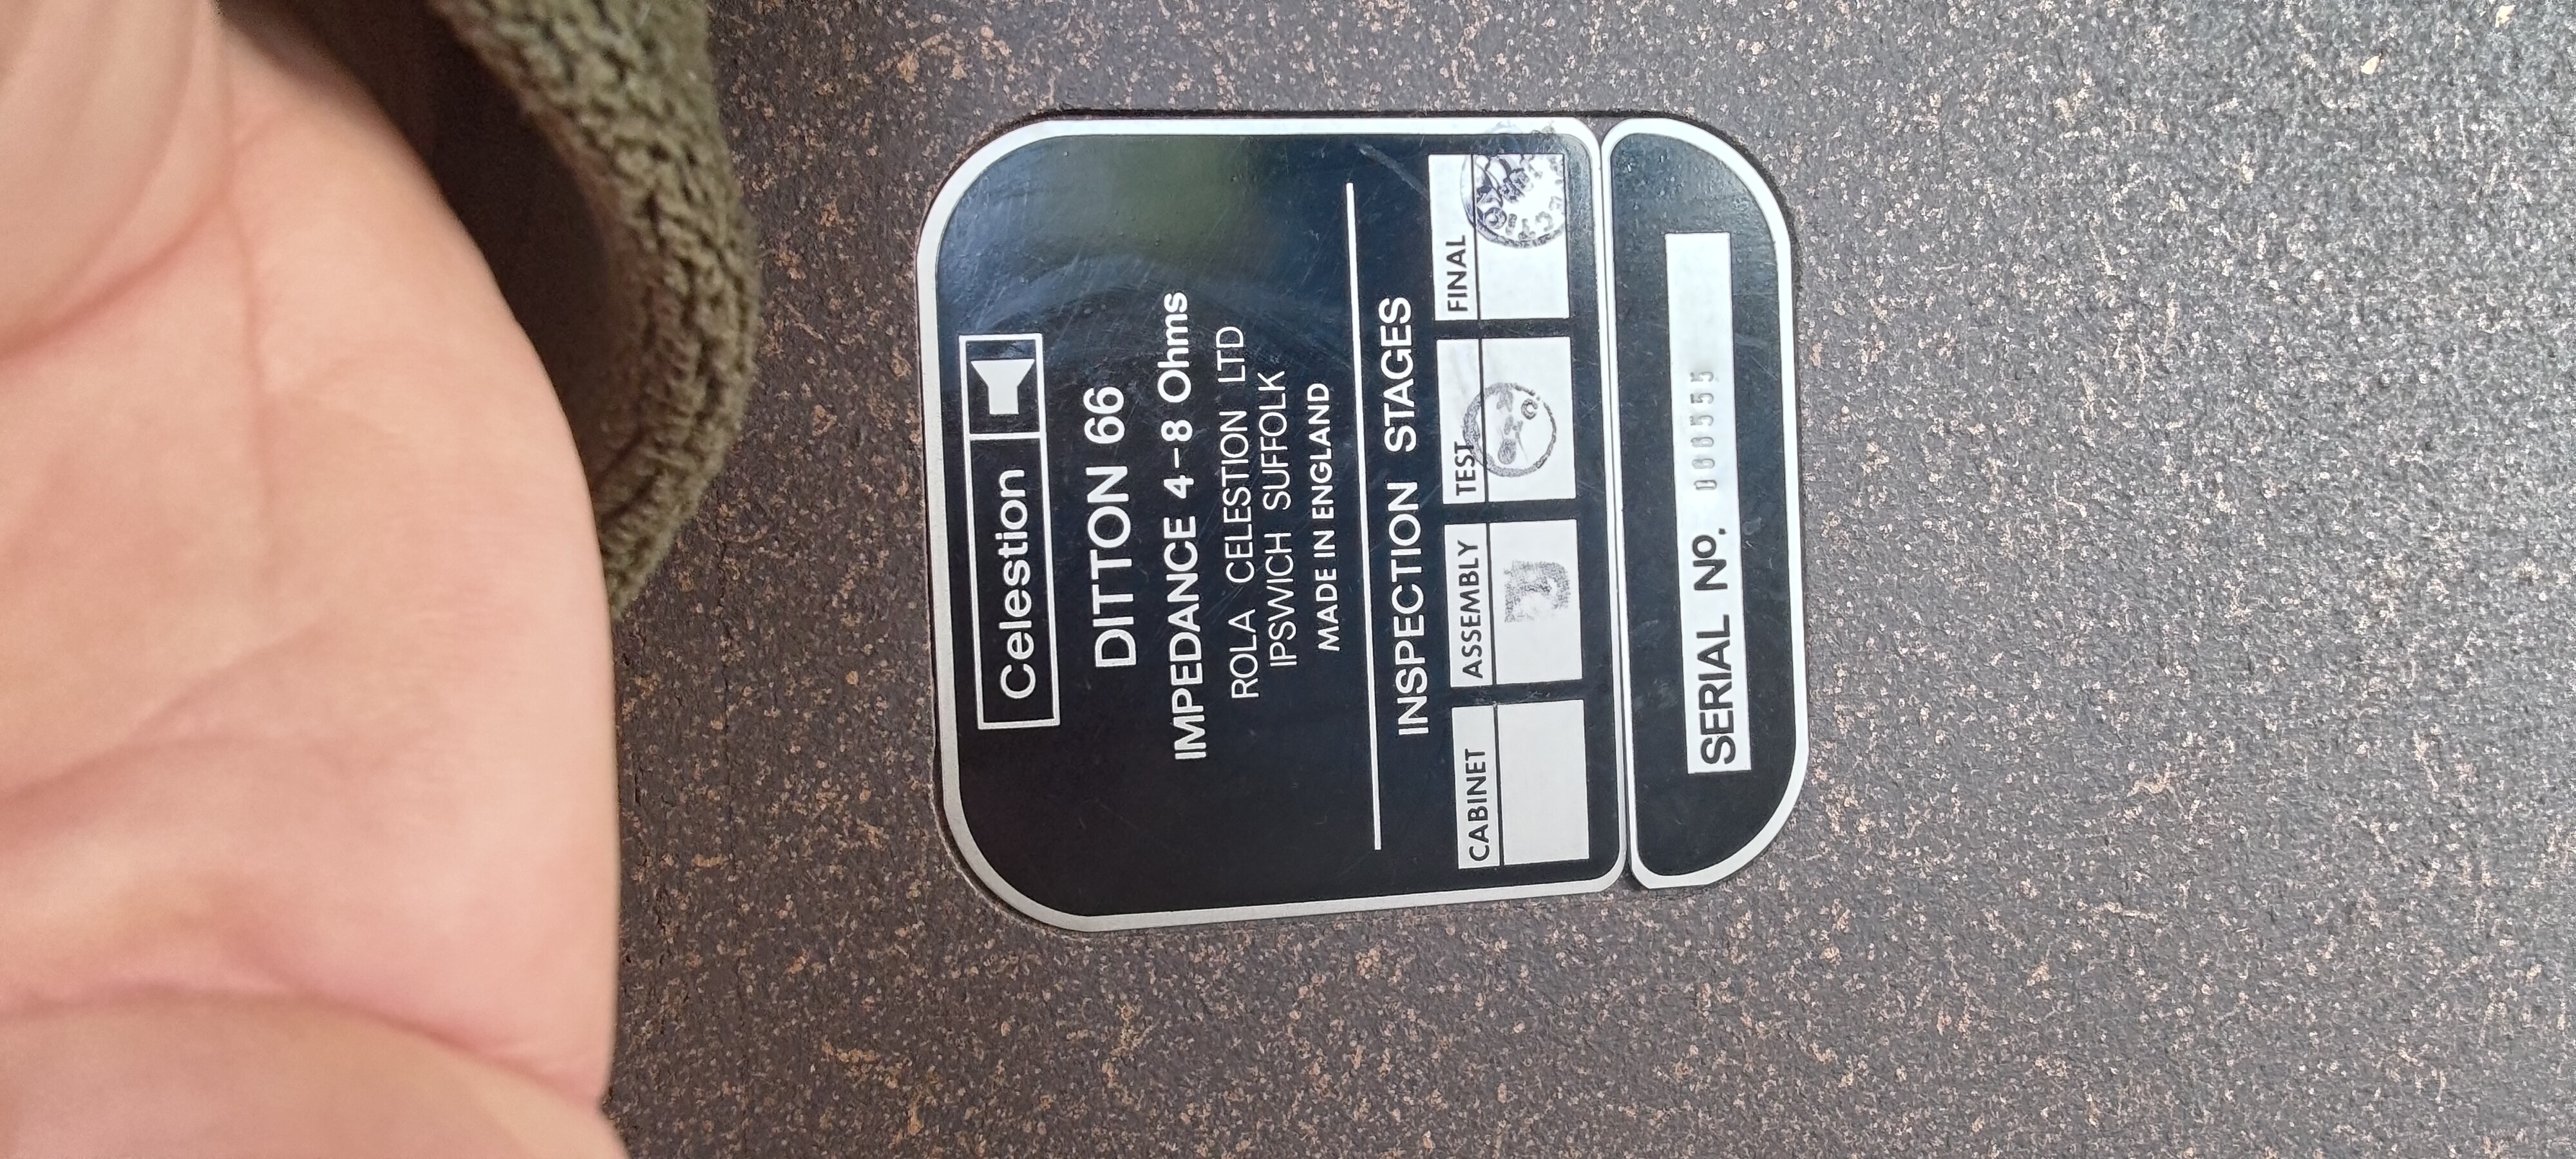 Celestion
DITTON 66
IMPEDANCE 4-8 Ohms
ROLA CELESTION LTD
IPSWICH SUFFOLK
MADE IN ENGLAND
INSPECTION STAGES
CABINET ASSEMBLY TEST FINAL
SERIAL No. 000555